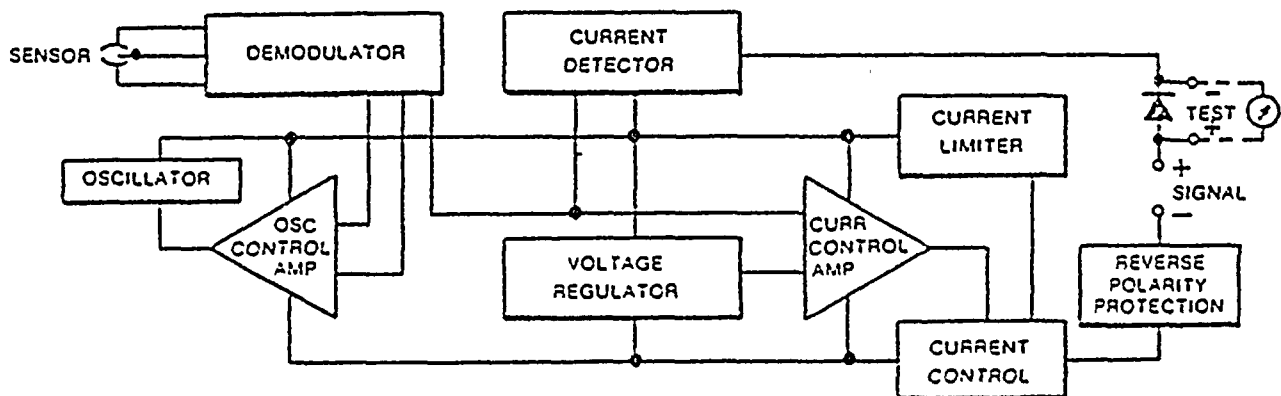 SENSOR
DEMODULATOR
CURRENT
DETECTOR
−
TEST
+
CURRENT
LIMITER
OSCILLATOR
+
SIGNAL
−
OSC
CONTROL
AMP
CURR
CONTROL
AMP
VOLTAGE
REGULATOR
REVERSE
POLARITY
PROTECTION
CURRENT
CONTROL